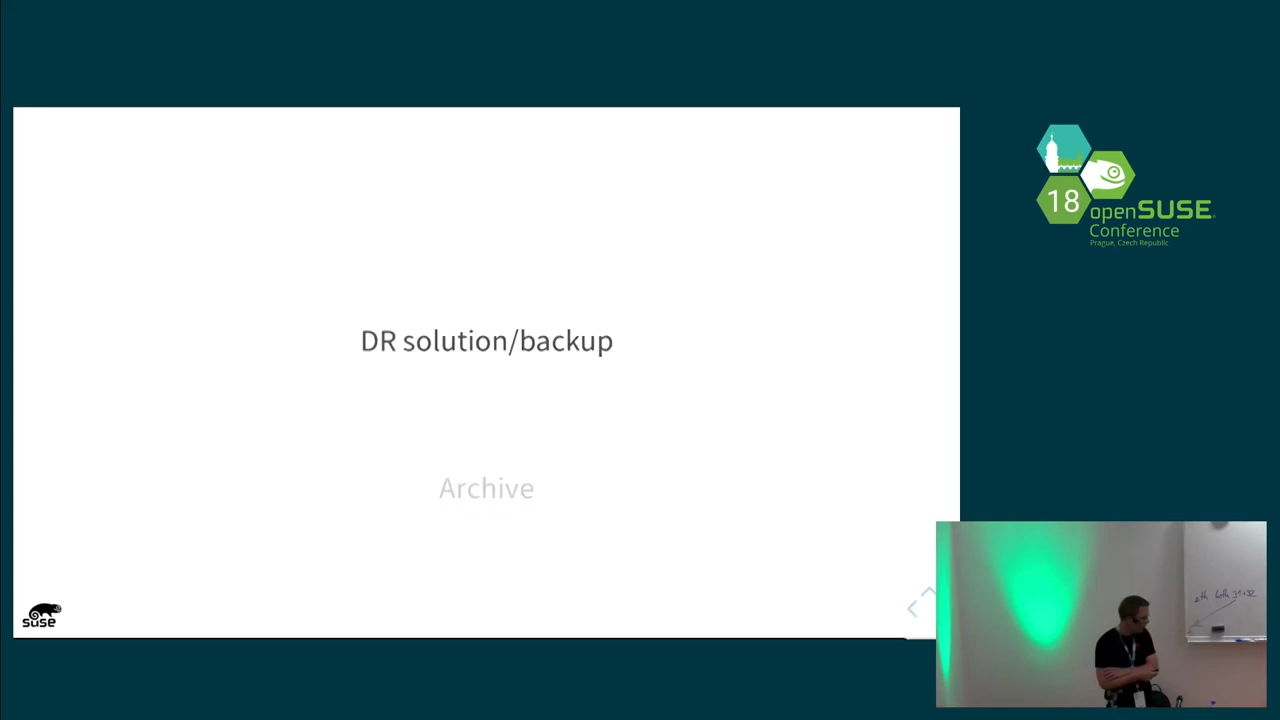 DR solution/backup
Archive
SUSE
18
openSUSE
Conference
Prague, Czech Republic